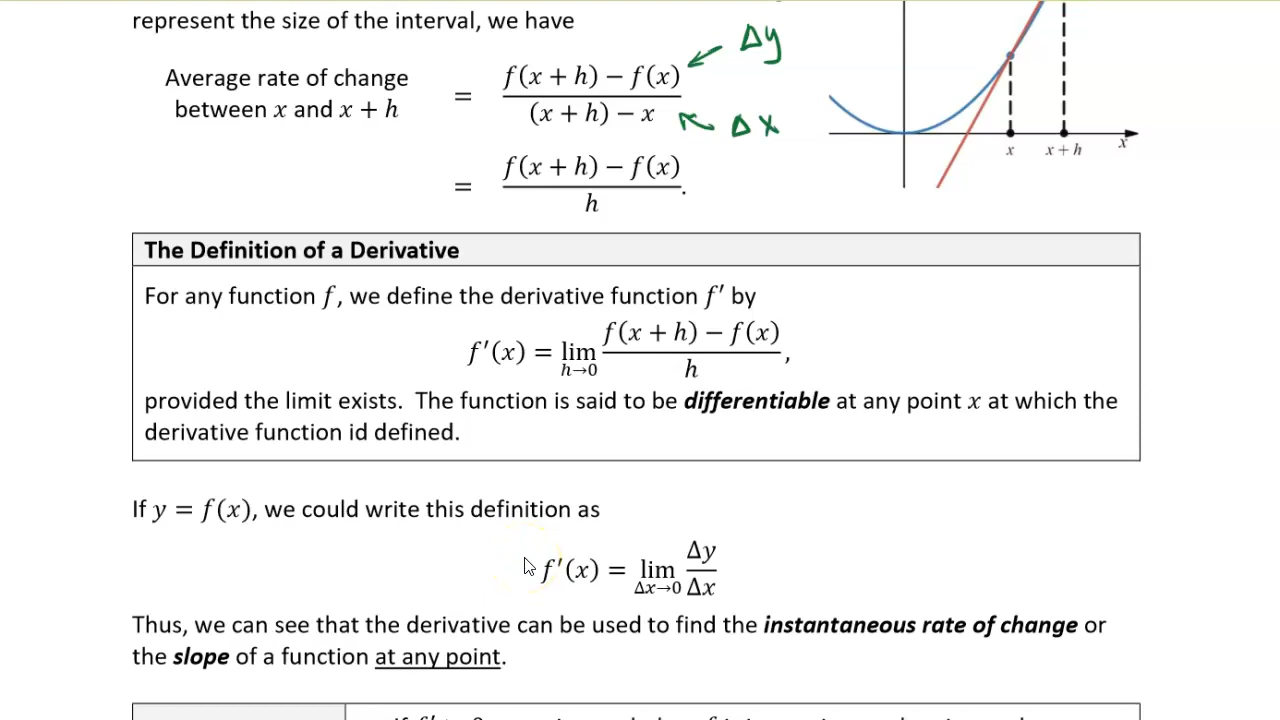 represent the size of the interval, we have
Δy
Average rate of change between x and x + h = (f(x + h) − f(x)) / ((x + h) − x)
Δx
= (f(x + h) − f(x)) / h.
x x + h x
The Definition of a Derivative
For any function f, we define the derivative function f′ by
f′(x) = lim h→0 (f(x + h) − f(x)) / h,
provided the limit exists. The function is said to be differentiable at any point x at which the
derivative function id defined.
If y = f(x), we could write this definition as
f′(x) = lim Δx→0 Δy / Δx
Thus, we can see that the derivative can be used to find the instantaneous rate of change or
the slope of a function at any point.